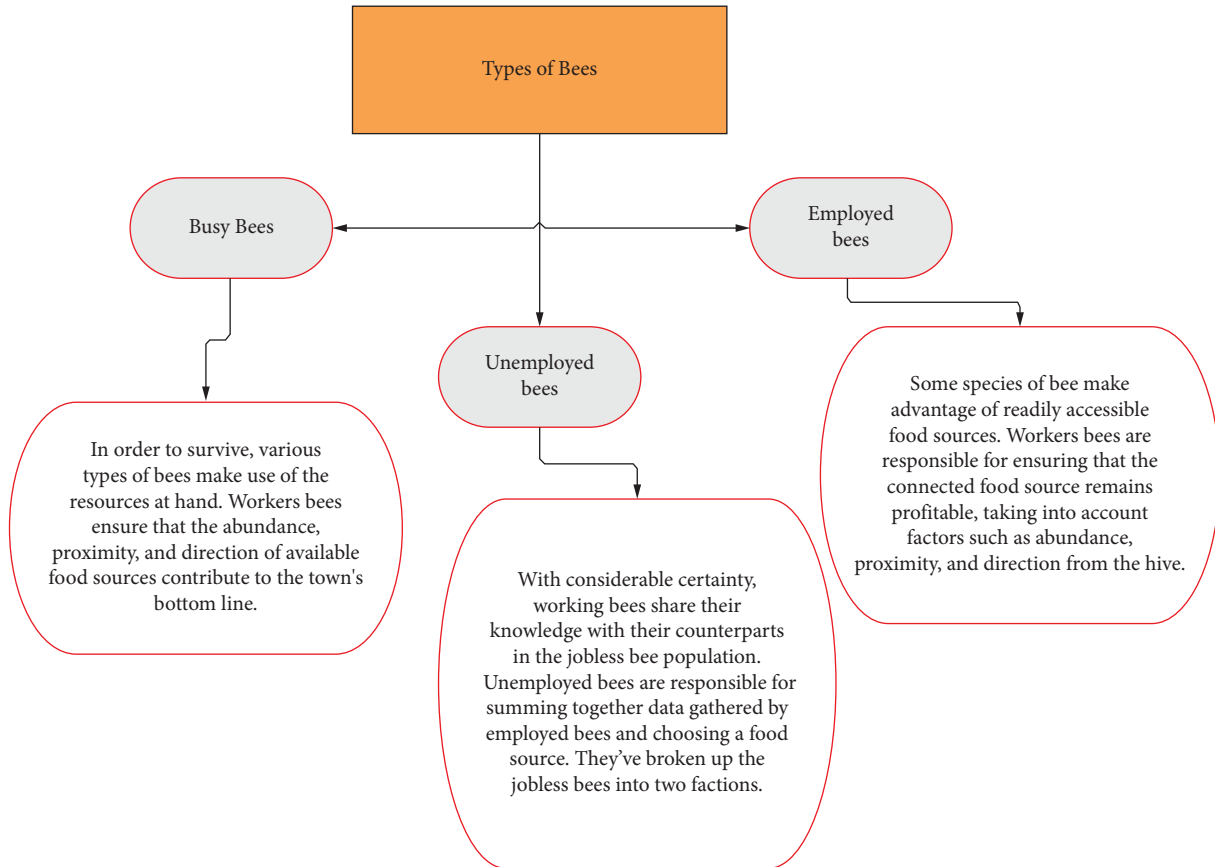 Types of Bees
Busy Bees
Employed
bees
Unemployed
bees
In order to survive, various
types of bees make use of the
resources at hand. Workers bees
ensure that the abundance,
proximity, and direction of available
food sources contribute to the town's
bottom line.
With considerable certainty,
working bees share their
knowledge with their counterparts
in the jobless bee population.
Unemployed bees are responsible for
summing together data gathered by
employed bees and choosing a food
source. They’ve broken up the
jobless bees into two factions.
Some species of bee make
advantage of readily accessible
food sources. Workers bees are
responsible for ensuring that the
connected food source remains
profitable, taking into account
factors such as abundance,
proximity, and direction from the hive.